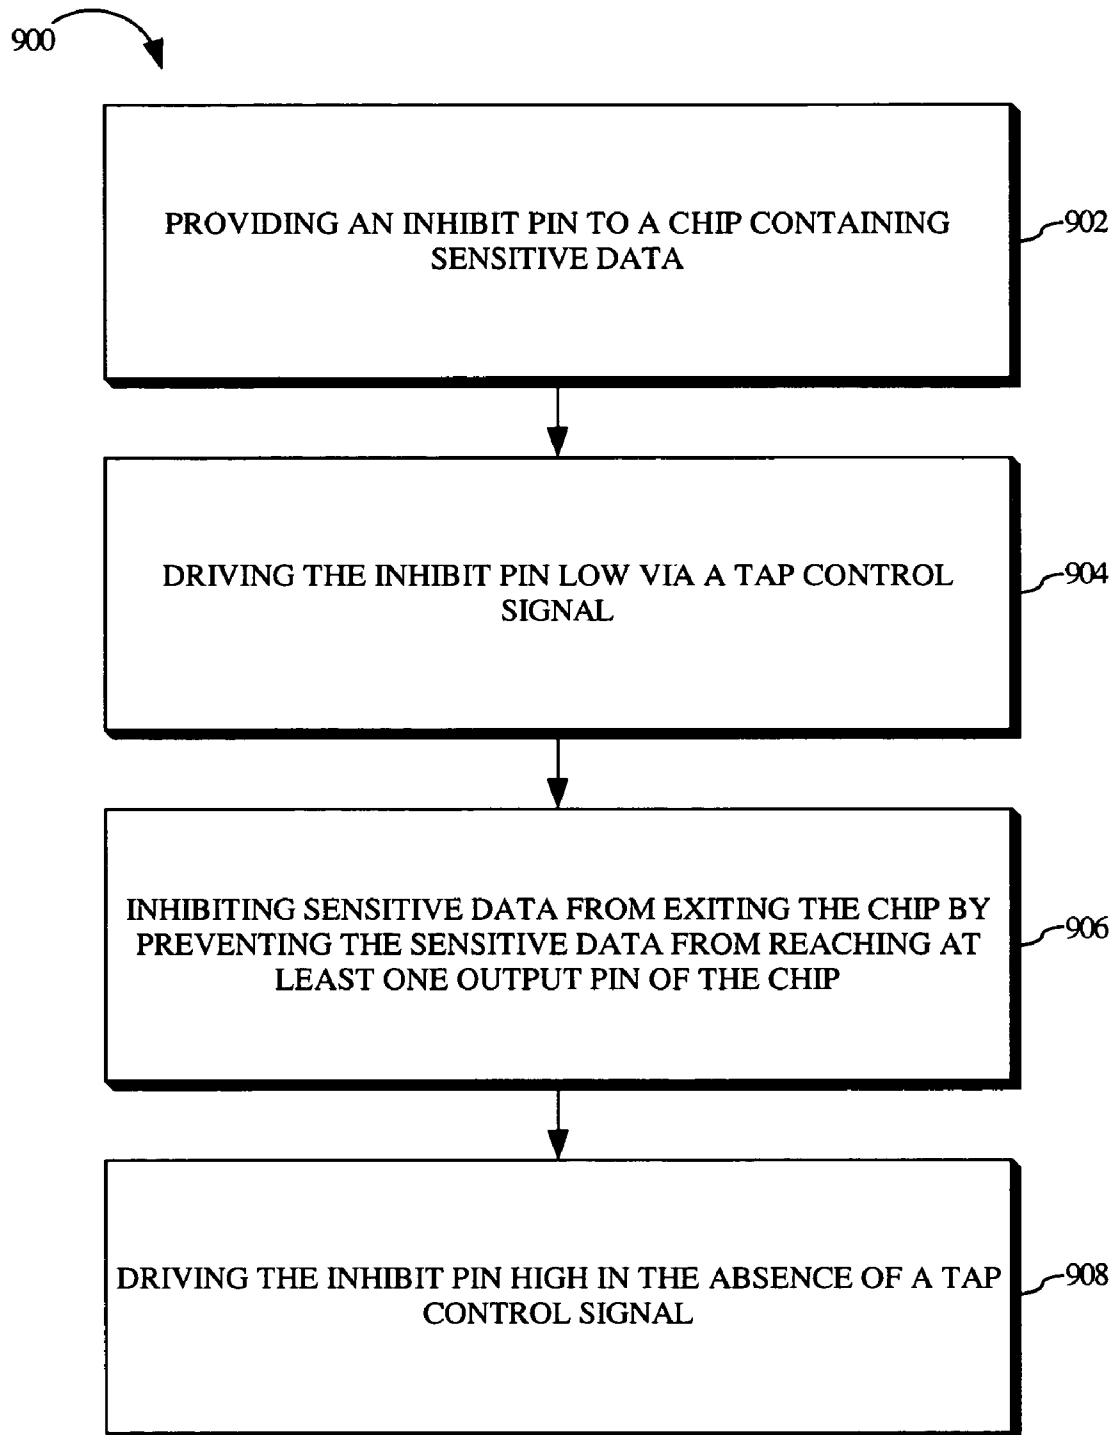 900
PROVIDING AN INHIBIT PIN TO A CHIP CONTAINING
SENSITIVE DATA
902
DRIVING THE INHIBIT PIN LOW VIA A TAP CONTROL
SIGNAL
904
INHIBITING SENSITIVE DATA FROM EXITING THE CHIP BY
PREVENTING THE SENSITIVE DATA FROM REACHING AT
LEAST ONE OUTPUT PIN OF THE CHIP
906
DRIVING THE INHIBIT PIN HIGH IN THE ABSENCE OF A TAP
CONTROL SIGNAL
908